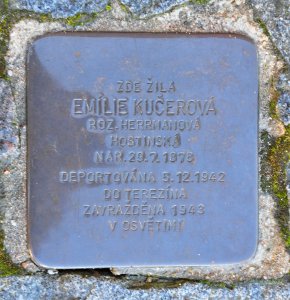 ZDE ŽILA
EMÍLIE KUČEROVÁ
ROZ. HERRMANOVÁ
HOSTINSKÁ
NAR. 29.7.1878
DEPORTOVÁNA 5.12.1942
DO TEREZÍNA
ZAVRAŽDĚNA 1943
V OSVĚTIMI